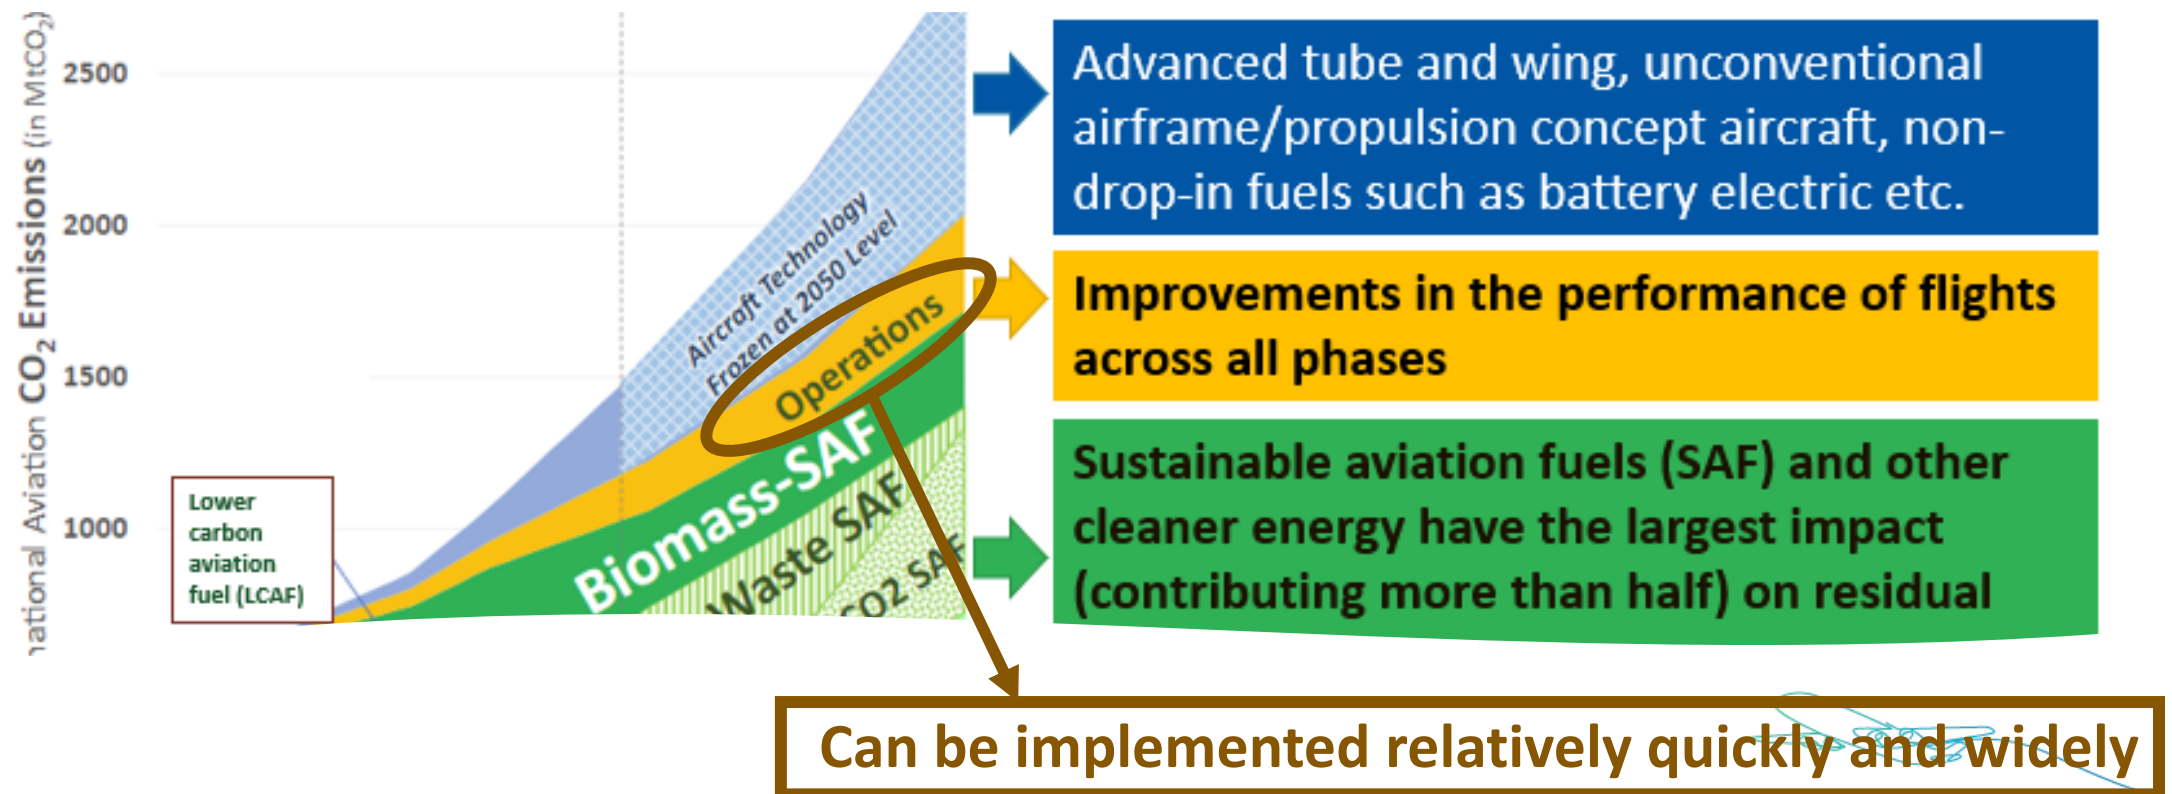 national Aviation CO2 Emissions (in MtCO2)
2500
2000
1500
1000
Lower
carbon
aviation
fuel (LCAF)
Aircraft Technology
Frozen at 2050 Level
Operations
Biomass-SAF
Waste SAF
CO2 SAF
Advanced tube and wing, unconventional
airframe/propulsion concept aircraft, non-
drop-in fuels such as battery electric etc.
Improvements in the performance of flights
across all phases
Sustainable aviation fuels (SAF) and other
cleaner energy have the largest impact
(contributing more than half) on residual
Can be implemented relatively quickly and widely